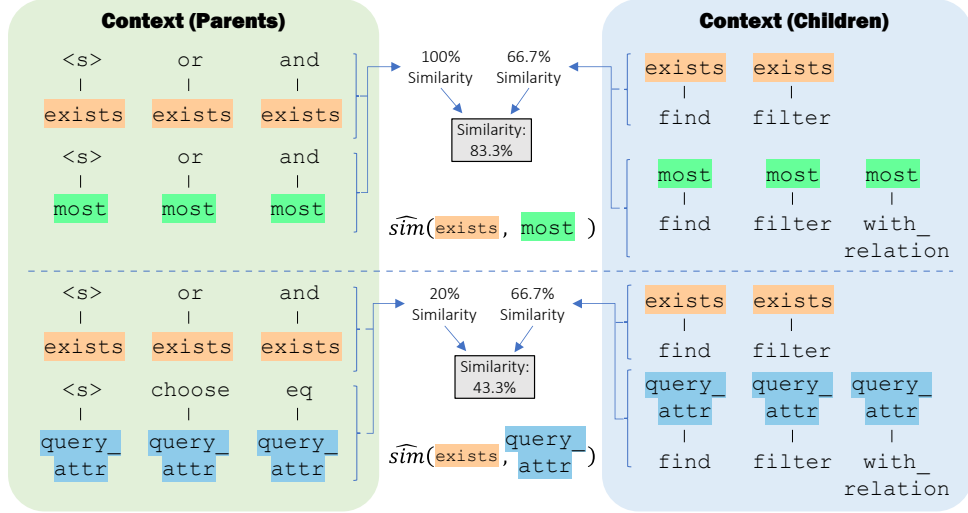 Context (Parents)
<s> or and
exists exists exists
<s> or and
most most most
<s> or and
exists exists exists
<s> choose eq
query_ query_ query_
attr attr attr
100% 66.7%
Similarity Similarity
Similarity:
83.3%
sim(exists, most )
20% 66.7%
Similarity Similarity
Similarity:
43.3%
sim(exists, query_
attr )
Context (Children)
exists exists
find filter
most most most
find filter with_
relation
exists exists
find filter
query_ query_ query_
attr attr attr
find filter with_
relation